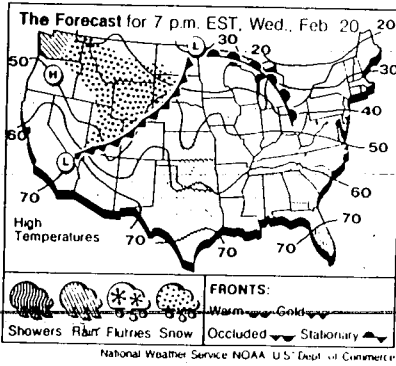 The Forecast for 7 p.m. EST, Wed., Feb 20
20
30
20
L
50
H
30
40
60
50
L
60
70
70
70
70
70
High
Temperatures
FRONTS:
Warm Cold
Showers Rain Flurries Snow
Occluded Stationary
National Weather Service NOAA U S Dept of Commerce